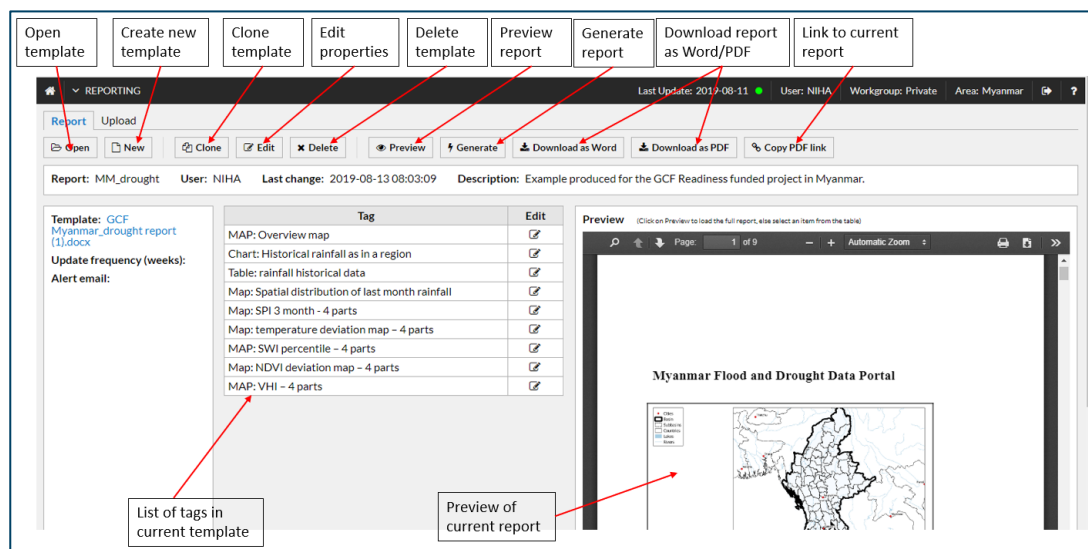 Open
template
Create new
template
Clone
template
Edit
properties
Delete
template
Preview
report
Generate
report
Download report
as Word/PDF
Link to current
report
REPORTING
Last Update: 2019-08-11
User: NIHA
Workgroup: Private
Area: Myanmar
?
Report Upload
Open New Clone Edit Delete Preview Generate Download as Word Download as PDF Copy PDF link
Report: MM_drought User: NIHA Last change: 2019-08-13 08:03:09 Description: Example produced for the GCF Readiness funded project in Myanmar.
Template: GCF
Myanmar_drought report
(1).docx
Update frequency (weeks):
Alert email:
Tag Edit
MAP: Overview map
Chart: Historical rainfall as in a region
Table: rainfall historical data
Map: Spatial distribution of last month rainfall
Map: SPI 3 month - 4 parts
Map: temperature deviation map – 4 parts
MAP: SWI percentile – 4 parts
Map: NDVI deviation map – 4 parts
MAP: VHI – 4 parts
Preview (Click on Preview to load the full report, else select an item from the table)
Page: 1 of 9 Automatic Zoom
Myanmar Flood and Drought Data Portal
Cities
Basin
Subbasins
Countries
Lakes
Rivers
List of tags in
current template
Preview of
current report